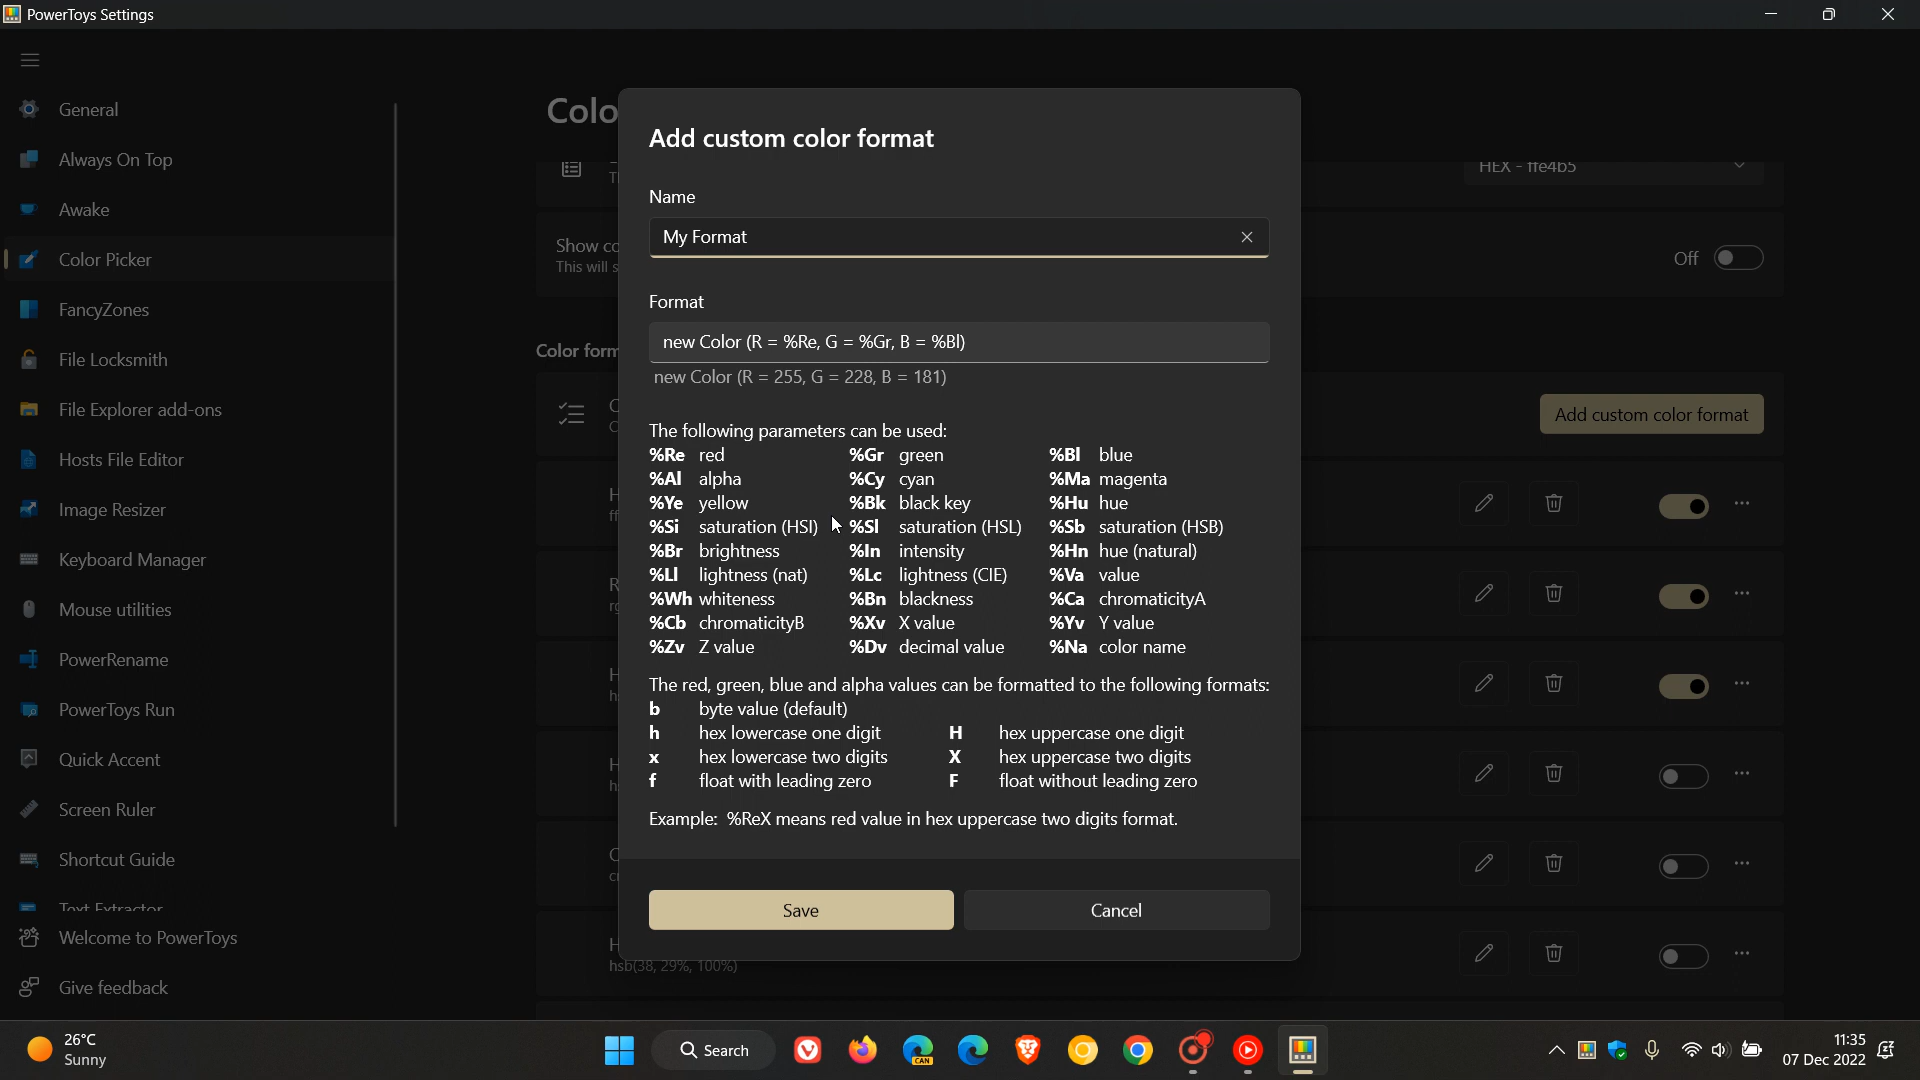 PowerToys Settings
General
Always On Top
Awake
Color Picker
FancyZones
File Locksmith
File Explorer add-ons
Hosts File Editor
Image Resizer
Keyboard Manager
Mouse utilities
PowerRename
PowerToys Run
Quick Accent
Screen Ruler
Shortcut Guide
Text Extractor
Welcome to PowerToys
Give feedback
Colo
HEX - ffe4b5
Show co
This will s
Off
Color form
Add custom color format
hsb(38, 29%, 100%)
Add custom color format
Name
My Format
Format
new Color (R = %Re, G = %Gr, B = %Bl)
new Color (R = 255, G = 228, B = 181)
The following parameters can be used:
%Re red %Gr green %Bl blue
%Al alpha %Cy cyan %Ma magenta
%Ye yellow %Bk black key %Hu hue
%Si saturation (HSI) %Sl saturation (HSL) %Sb saturation (HSB)
%Br brightness %In intensity %Hn hue (natural)
%Ll lightness (nat) %Lc lightness (CIE) %Va value
%Wh whiteness %Bn blackness %Ca chromaticityA
%Cb chromaticityB %Xv X value %Yv Y value
%Zv Z value %Dv decimal value %Na color name
The red, green, blue and alpha values can be formatted to the following formats:
b byte value (default)
h hex lowercase one digit H hex uppercase one digit
x hex lowercase two digits X hex uppercase two digits
f float with leading zero F float without leading zero
Example: %ReX means red value in hex uppercase two digits format.
Save
Cancel
26°C
Sunny
Search
CAN
11:35
07 Dec 2022